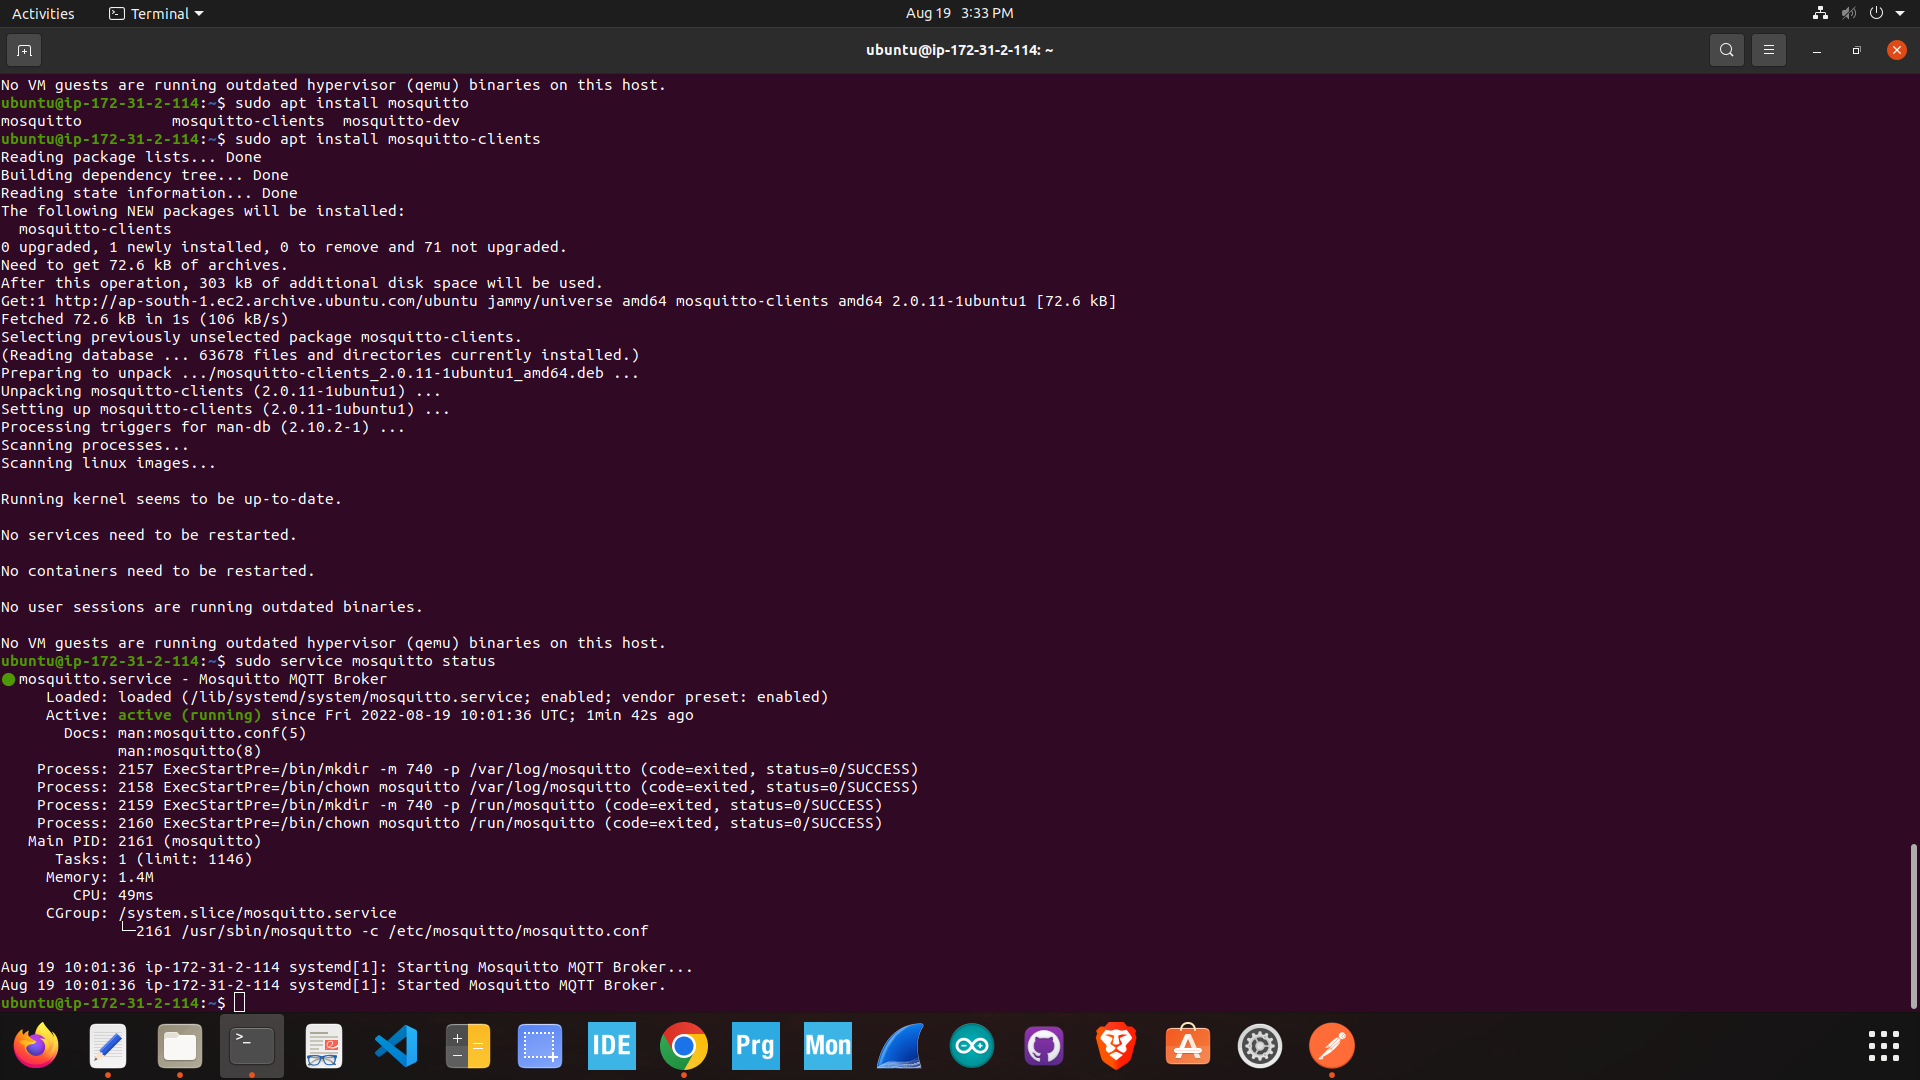 Activities
Terminal
Aug 19 3:33 PM
ubuntu@ip-172-31-2-114: ~
No VM guests are running outdated hypervisor (qemu) binaries on this host.
ubuntu@ip-172-31-2-114:~$ sudo apt install mosquitto
mosquitto mosquitto-clients mosquitto-dev
ubuntu@ip-172-31-2-114:~$ sudo apt install mosquitto-clients
Reading package lists... Done
Building dependency tree... Done
Reading state information... Done
The following NEW packages will be installed:
mosquitto-clients
0 upgraded, 1 newly installed, 0 to remove and 71 not upgraded.
Need to get 72.6 kB of archives.
After this operation, 303 kB of additional disk space will be used.
Get:1 http://ap-south-1.ec2.archive.ubuntu.com/ubuntu jammy/universe amd64 mosquitto-clients amd64 2.0.11-1ubuntu1 [72.6 kB]
Fetched 72.6 kB in 1s (106 kB/s)
Selecting previously unselected package mosquitto-clients.
(Reading database ... 63678 files and directories currently installed.)
Preparing to unpack .../mosquitto-clients_2.0.11-1ubuntu1_amd64.deb ...
Unpacking mosquitto-clients (2.0.11-1ubuntu1) ...
Setting up mosquitto-clients (2.0.11-1ubuntu1) ...
Processing triggers for man-db (2.10.2-1) ...
Scanning processes...
Scanning linux images...
Running kernel seems to be up-to-date.
No services need to be restarted.
No containers need to be restarted.
No user sessions are running outdated binaries.
No VM guests are running outdated hypervisor (qemu) binaries on this host.
ubuntu@ip-172-31-2-114:~$ sudo service mosquitto status
mosquitto.service - Mosquitto MQTT Broker
Loaded: loaded (/lib/systemd/system/mosquitto.service; enabled; vendor preset: enabled)
Active: active (running) since Fri 2022-08-19 10:01:36 UTC; 1min 42s ago
Docs: man:mosquitto.conf(5)
man:mosquitto(8)
Process: 2157 ExecStartPre=/bin/mkdir -m 740 -p /var/log/mosquitto (code=exited, status=0/SUCCESS)
Process: 2158 ExecStartPre=/bin/chown mosquitto /var/log/mosquitto (code=exited, status=0/SUCCESS)
Process: 2159 ExecStartPre=/bin/mkdir -m 740 -p /run/mosquitto (code=exited, status=0/SUCCESS)
Process: 2160 ExecStartPre=/bin/chown mosquitto /run/mosquitto (code=exited, status=0/SUCCESS)
Main PID: 2161 (mosquitto)
Tasks: 1 (limit: 1146)
Memory: 1.4M
CPU: 49ms
CGroup: /system.slice/mosquitto.service
└─2161 /usr/sbin/mosquitto -c /etc/mosquitto/mosquitto.conf
Aug 19 10:01:36 ip-172-31-2-114 systemd[1]: Starting Mosquitto MQTT Broker...
Aug 19 10:01:36 ip-172-31-2-114 systemd[1]: Started Mosquitto MQTT Broker.
ubuntu@ip-172-31-2-114:~$
IDE
Prg
Mon